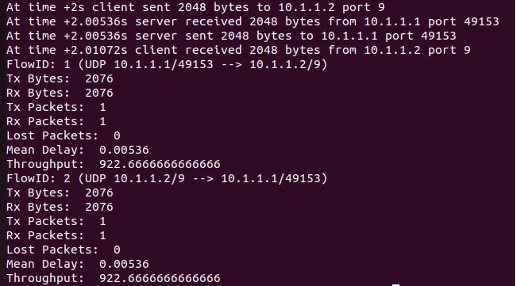 At time +2s client sent 2048 bytes to 10.1.1.2 port 9
At time +2.00536s server received 2048 bytes from 10.1.1.1 port 49153
At time +2.00536s server sent 2048 bytes to 10.1.1.1 port 49153
At time +2.01072s client received 2048 bytes from 10.1.1.2 port 9
FlowID: 1 (UDP 10.1.1.1/49153 --> 10.1.1.2/9)
Tx Bytes:  2076
Rx Bytes:  2076
Tx Packets:  1
Rx Packets:  1
Lost Packets:  0
Mean Delay:  0.00536
Throughput:  922.6666666666666
FlowID: 2 (UDP 10.1.1.2/9 --> 10.1.1.1/49153)
Tx Bytes:  2076
Rx Bytes:  2076
Tx Packets:  1
Rx Packets:  1
Lost Packets:  0
Mean Delay:  0.00536
Throughput:  922.6666666666666